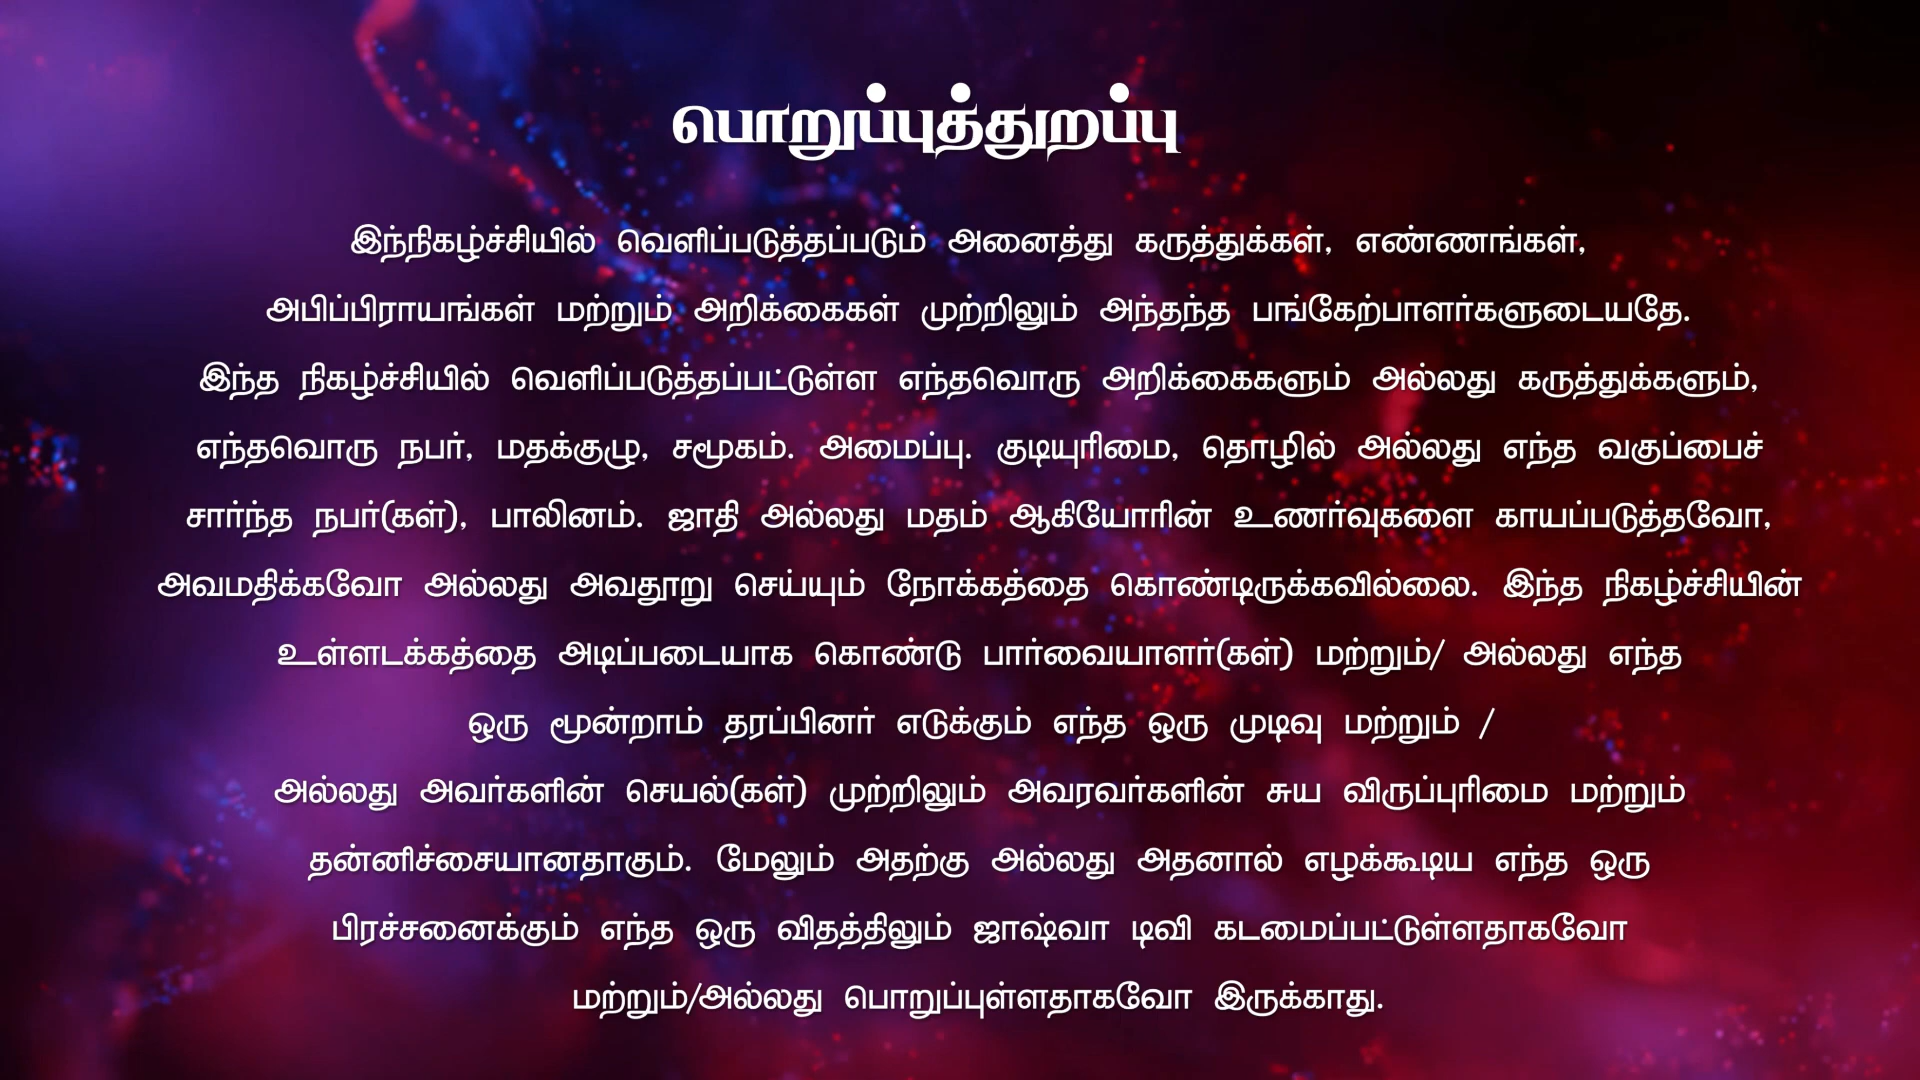 பொறுப்புத்துறப்பு
இந்நிகழ்ச்சியில் வெளிப்படுத்தப்படும் அனைத்து கருத்துக்கள், எண்ணங்கள்,
அபிப்பிராயங்கள் மற்றும் அறிக்கைகள் முற்றிலும் அந்தந்த பங்கேற்பாளர்களுடையதே.
இந்த நிகழ்ச்சியில் வெளிப்படுத்தப்பட்டுள்ள எந்தவொரு அறிக்கைகளும் அல்லது கருத்துக்களும்,
எந்தவொரு நபர், மதக்குழு, சமூகம். அமைப்பு. குடியுரிமை, தொழில் அல்லது எந்த வகுப்பைச்
சார்ந்த நபர்(கள்), பாலினம். ஜாதி அல்லது மதம் ஆகியோரின் உணர்வுகளை காயப்படுத்தவோ,
அவமதிக்கவோ அல்லது அவதூறு செய்யும் நோக்கத்தை கொண்டிருக்கவில்லை. இந்த நிகழ்ச்சியின்
உள்ளடக்கத்தை அடிப்படையாக கொண்டு பார்வையாளர்(கள்) மற்றும்/ அல்லது எந்த
ஒரு மூன்றாம் தரப்பினர் எடுக்கும் எந்த ஒரு முடிவு மற்றும் /
அல்லது அவர்களின் செயல்(கள்) முற்றிலும் அவரவர்களின் சுய விருப்புரிமை மற்றும்
தன்னிச்சையானதாகும். மேலும் அதற்கு அல்லது அதனால் எழக்கூடிய எந்த ஒரு
பிரச்சனைக்கும் எந்த ஒரு விதத்திலும் ஜாஷ்வா டிவி கடமைப்பட்டுள்ளதாகவோ
மற்றும்/அல்லது பொறுப்புள்ளதாகவோ இருக்காது.